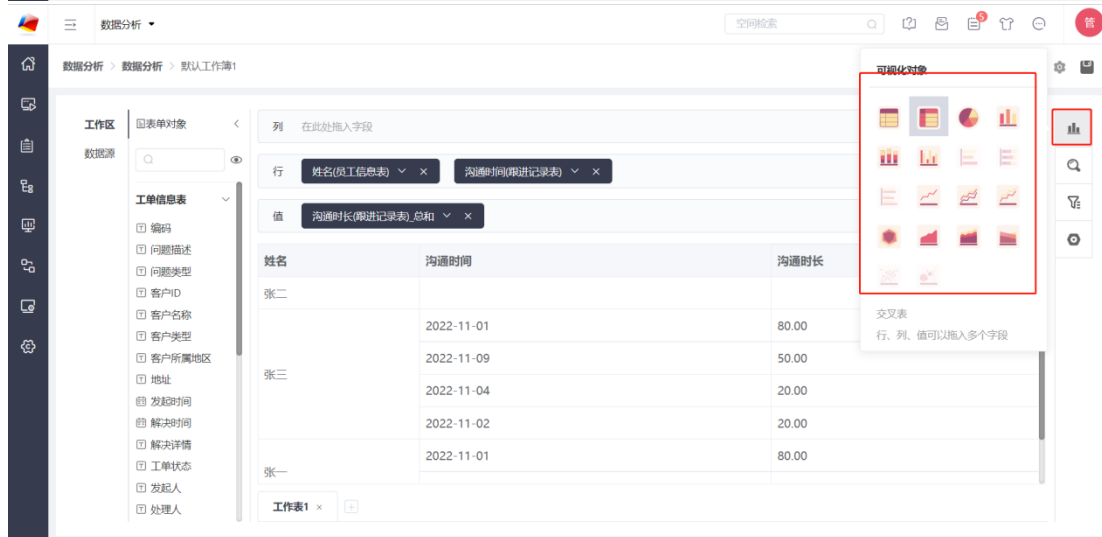 数据分析
空间检索
5
管
数据分析 > 数据分析 > 默认工作簿1
可视化对象
工作区
数据源
表单对象
工单信息表
编码
问题描述
问题类型
客户ID
客户名称
客户类型
客户所属地区
地址
发起时间
解决时间
解决详情
工单状态
发起人
处理人
列 在此处拖入字段
行 姓名(员工信息表) × 沟通时间(跟进记录表) ×
值 沟通时长(跟进记录表)_总和 ×
姓名 沟通时间 沟通时长
张二
2022-11-01 80.00
2022-11-09 50.00
张三
2022-11-04 20.00
2022-11-02 20.00
2022-11-01 80.00
张一
交叉表
行、列、值可以拖入多个字段
工作表1 × +